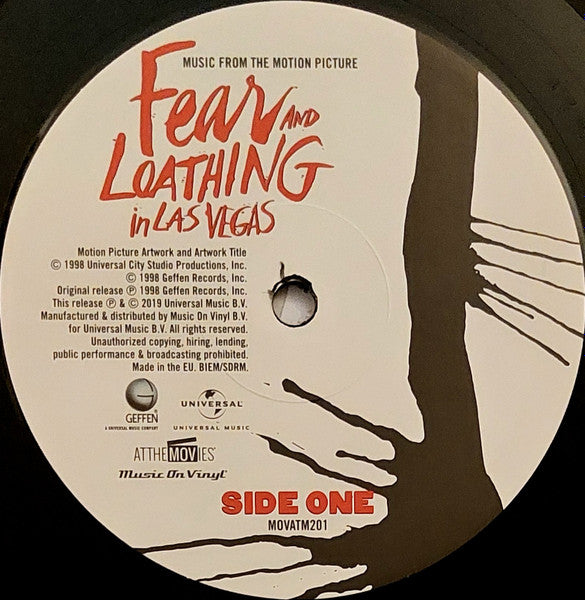 MUSIC FROM THE MOTION PICTURE
Fear AND
LOATHING
in LAS VEGAS
Motion Picture Artwork and Artwork Title
© 1998 Universal City Studio Productions, Inc.
© 1998 Geffen Records, Inc.
Original release ℗ 1998 Geffen Records, Inc.
This release ℗ & © 2019 Universal Music B.V.
Manufactured & distributed by Music On Vinyl B.V.
for Universal Music B.V. All rights reserved.
Unauthorized copying, hiring, lending,
public performance & broadcasting prohibited.
Made in the EU. BIEM/SDRM.
GEFFEN
A UNIVERSAL MUSIC COMPANY
UNIVERSAL
UNIVERSAL MUSIC
ATTHEMOVIES
Music On Vinyl
SIDE ONE
MOVATM201